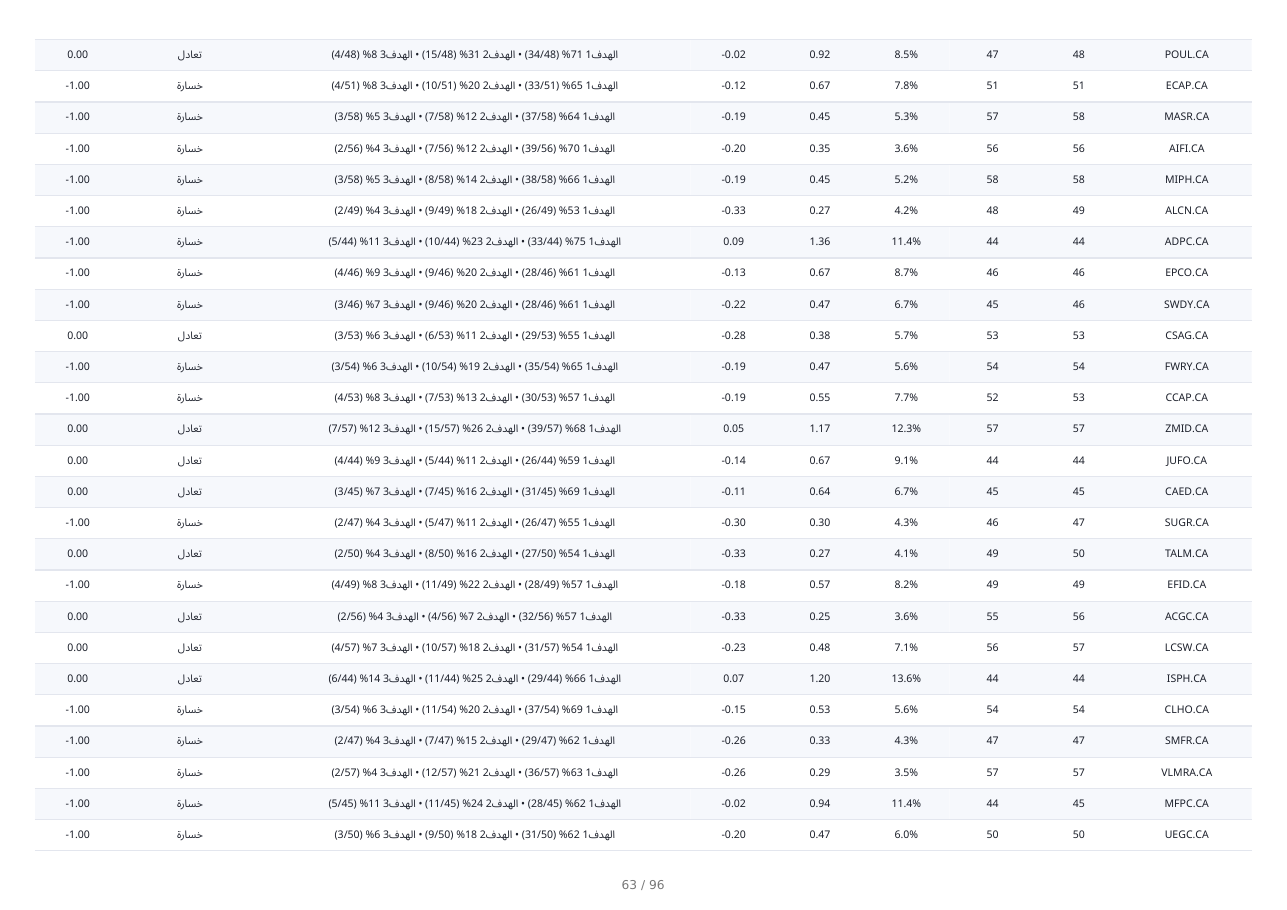 POUL.CA 48 47 8.5% 0.92 -0.02 الهدف1 71% (34/48) • الهدف2 31% (15/48) • الهدف3 8% (4/48) تعادل 0.00
ECAP.CA 51 51 7.8% 0.67 -0.12 الهدف1 65% (33/51) • الهدف2 20% (10/51) • الهدف3 8% (4/51) خسارة -1.00
MASR.CA 58 57 5.3% 0.45 -0.19 الهدف1 64% (37/58) • الهدف2 12% (7/58) • الهدف3 5% (3/58) خسارة -1.00
AIFI.CA 56 56 3.6% 0.35 -0.20 الهدف1 70% (39/56) • الهدف2 12% (7/56) • الهدف3 4% (2/56) خسارة -1.00
MIPH.CA 58 58 5.2% 0.45 -0.19 الهدف1 66% (38/58) • الهدف2 14% (8/58) • الهدف3 5% (3/58) خسارة -1.00
ALCN.CA 49 48 4.2% 0.27 -0.33 الهدف1 53% (26/49) • الهدف2 18% (9/49) • الهدف3 4% (2/49) خسارة -1.00
ADPC.CA 44 44 11.4% 1.36 0.09 الهدف1 75% (33/44) • الهدف2 23% (10/44) • الهدف3 11% (5/44) خسارة -1.00
EPCO.CA 46 46 8.7% 0.67 -0.13 الهدف1 61% (28/46) • الهدف2 20% (9/46) • الهدف3 9% (4/46) خسارة -1.00
SWDY.CA 46 45 6.7% 0.47 -0.22 الهدف1 61% (28/46) • الهدف2 20% (9/46) • الهدف3 7% (3/46) خسارة -1.00
CSAG.CA 53 53 5.7% 0.38 -0.28 الهدف1 55% (29/53) • الهدف2 11% (6/53) • الهدف3 6% (3/53) تعادل 0.00
FWRY.CA 54 54 5.6% 0.47 -0.19 الهدف1 65% (35/54) • الهدف2 19% (10/54) • الهدف3 6% (3/54) خسارة -1.00
CCAP.CA 53 52 7.7% 0.55 -0.19 الهدف1 57% (30/53) • الهدف2 13% (7/53) • الهدف3 8% (4/53) خسارة -1.00
ZMID.CA 57 57 12.3% 1.17 0.05 الهدف1 68% (39/57) • الهدف2 26% (15/57) • الهدف3 12% (7/57) تعادل 0.00
JUFO.CA 44 44 9.1% 0.67 -0.14 الهدف1 59% (26/44) • الهدف2 11% (5/44) • الهدف3 9% (4/44) تعادل 0.00
CAED.CA 45 45 6.7% 0.64 -0.11 الهدف1 69% (31/45) • الهدف2 16% (7/45) • الهدف3 7% (3/45) تعادل 0.00
SUGR.CA 47 46 4.3% 0.30 -0.30 الهدف1 55% (26/47) • الهدف2 11% (5/47) • الهدف3 4% (2/47) خسارة -1.00
TALM.CA 50 49 4.1% 0.27 -0.33 الهدف1 54% (27/50) • الهدف2 16% (8/50) • الهدف3 4% (2/50) تعادل 0.00
EFID.CA 49 49 8.2% 0.57 -0.18 الهدف1 57% (28/49) • الهدف2 22% (11/49) • الهدف3 8% (4/49) خسارة -1.00
ACGC.CA 56 55 3.6% 0.25 -0.33 الهدف1 57% (32/56) • الهدف2 7% (4/56) • الهدف3 4% (2/56) تعادل 0.00
LCSW.CA 57 56 7.1% 0.48 -0.23 الهدف1 54% (31/57) • الهدف2 18% (10/57) • الهدف3 7% (4/57) تعادل 0.00
ISPH.CA 44 44 13.6% 1.20 0.07 الهدف1 66% (29/44) • الهدف2 25% (11/44) • الهدف3 14% (6/44) تعادل 0.00
CLHO.CA 54 54 5.6% 0.53 -0.15 الهدف1 69% (37/54) • الهدف2 20% (11/54) • الهدف3 6% (3/54) خسارة -1.00
SMFR.CA 47 47 4.3% 0.33 -0.26 الهدف1 62% (29/47) • الهدف2 15% (7/47) • الهدف3 4% (2/47) خسارة -1.00
VLMRA.CA 57 57 3.5% 0.29 -0.26 الهدف1 63% (36/57) • الهدف2 21% (12/57) • الهدف3 4% (2/57) خسارة -1.00
MFPC.CA 45 44 11.4% 0.94 -0.02 الهدف1 62% (28/45) • الهدف2 24% (11/45) • الهدف3 11% (5/45) خسارة -1.00
UEGC.CA 50 50 6.0% 0.47 -0.20 الهدف1 62% (31/50) • الهدف2 18% (9/50) • الهدف3 6% (3/50) خسارة -1.00
63 / 96